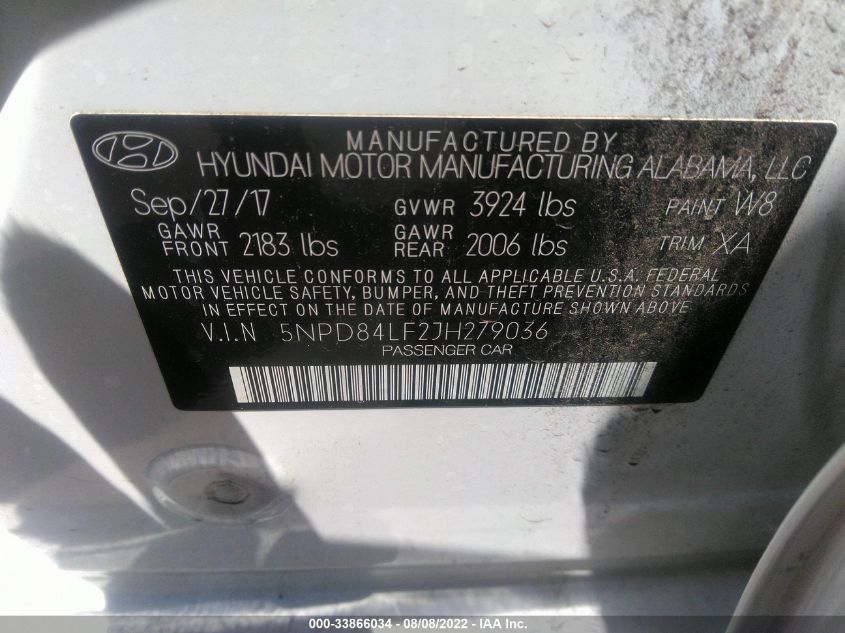 MANUFACTURED BY
HYUNDAI MOTOR MANUFACTURING ALABAMA, LLC
Sep/27/17 GVWR 3924 lbs PAINT W8
GAWR FRONT 2183 lbs GAWR REAR 2006 lbs TRIM XA
THIS VEHICLE CONFORMS TO ALL APPLICABLE U.S.A. FEDERAL
MOTOR VEHICLE SAFETY, BUMPER, AND THEFT PREVENTION STANDARDS
IN EFFECT ON THE DATE OF MANUFACTURE SHOWN ABOVE.
V.I.N 5NPD84LF2JH279036
PASSENGER CAR
000-33866034 - 08/08/2022 - IAA Inc.